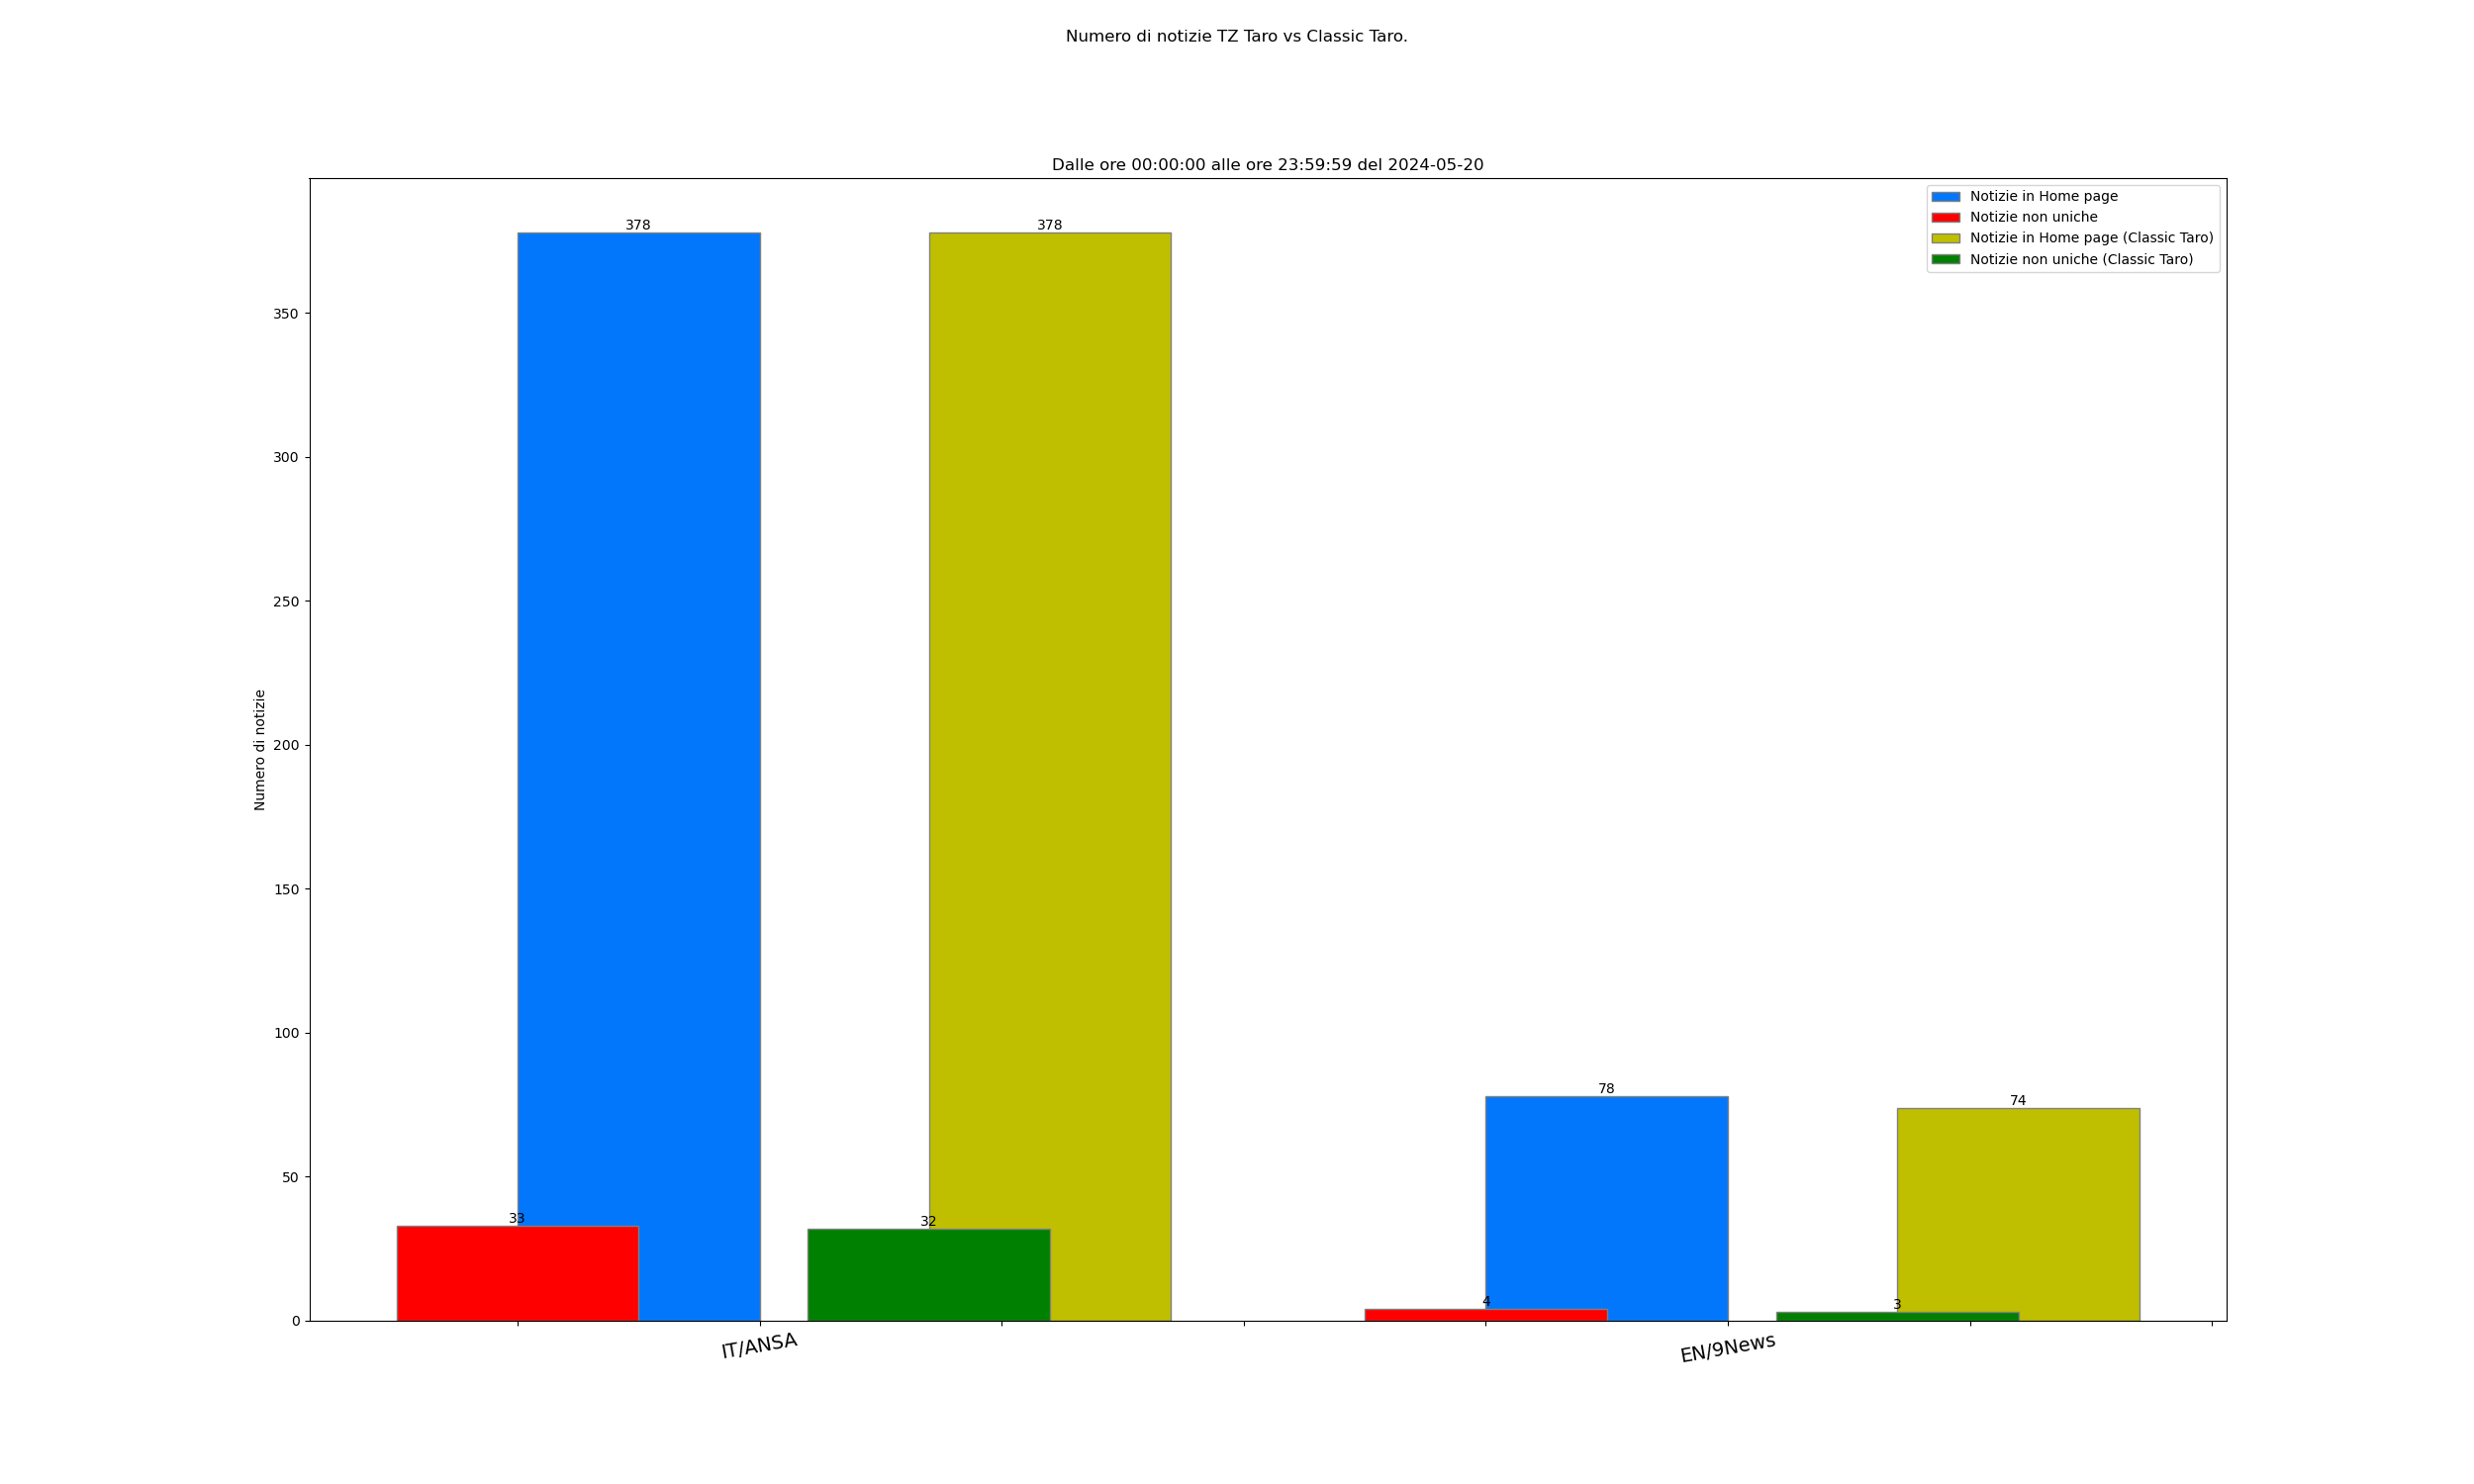 Numero di notizie TZ Taro vs Classic Taro.
Dalle ore 00:00:00 alle ore 23:59:59 del 2024-05-20
Notizie in Home page
Notizie non uniche
Notizie in Home page (Classic Taro)
Notizie non uniche (Classic Taro)
Numero di notizie
350
300
250
200
150
100
50
0
378
378
33
32
78
74
4
3
IT/ANSA
EN/9News